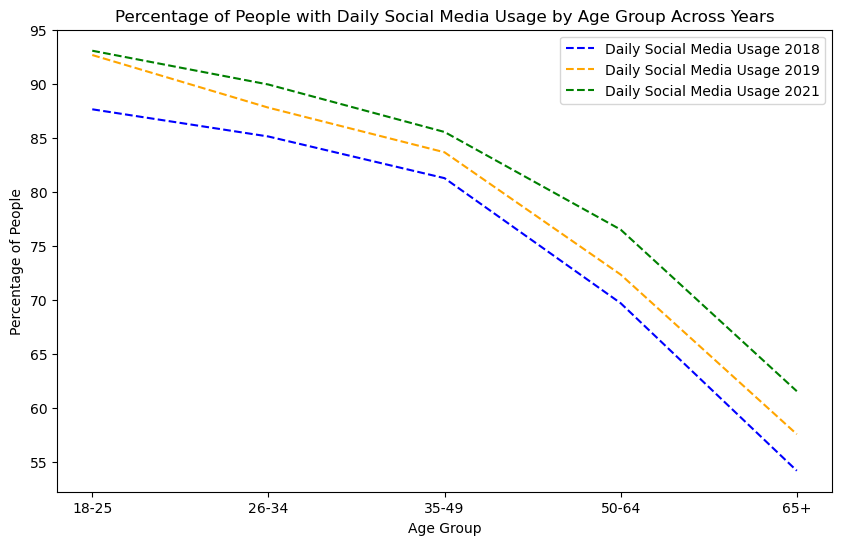 Percentage of People with Daily Social Media Usage by Age Group Across Years
Daily Social Media Usage 2018
Daily Social Media Usage 2019
Daily Social Media Usage 2021
Percentage of People
95
90
85
80
75
70
65
60
55
18-25 26-34 35-49 50-64 65+
Age Group